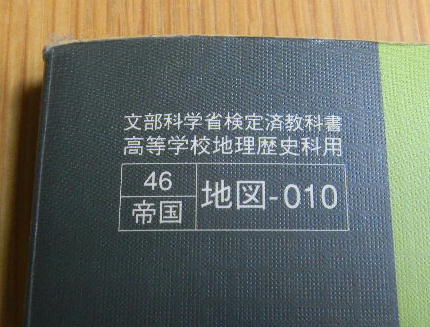 文部科学省検定済教科書
高等学校地理歴史科用
46
帝国
地図-010